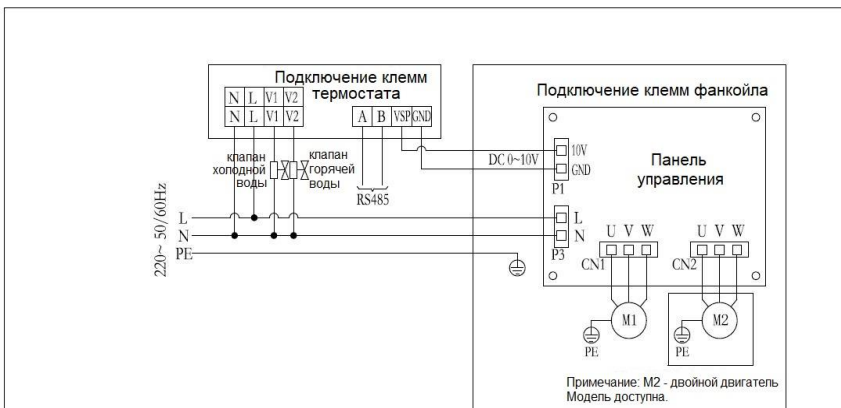 Подключение клемм
термостата
N L V1 V2
N L V1 V2
A B VSP GND
клапан
холодной
воды
клапан
горячей
воды
RS485
220~ 50/60Hz
L
N
PE
DC 0~10V
Подключение клемм фанкойла
10V
GND
P1
Панель
управления
L
N
P3
U V W
CN1
U V W
CN2
M1
PE
M2
PE
Примечание: М2 - двойной двигатель
Модель доступна.